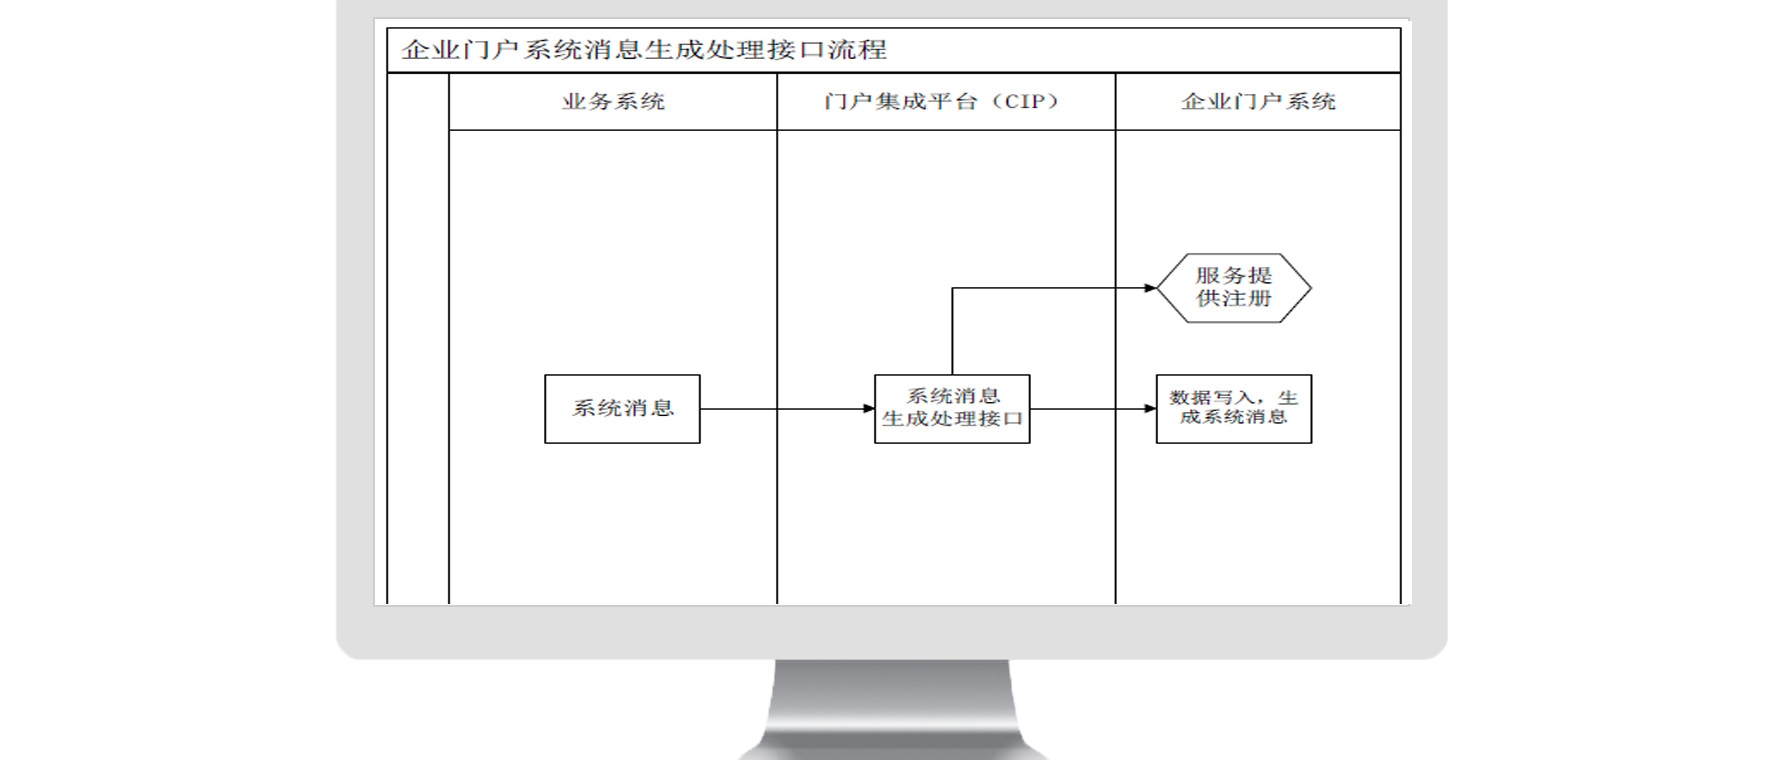 企业门户系统消息生成处理接口流程
业务系统
门户集成平台（CIP）
企业门户系统
服务提
供注册
系统消息
系统消息
生成处理接口
数据写入，生
成系统消息